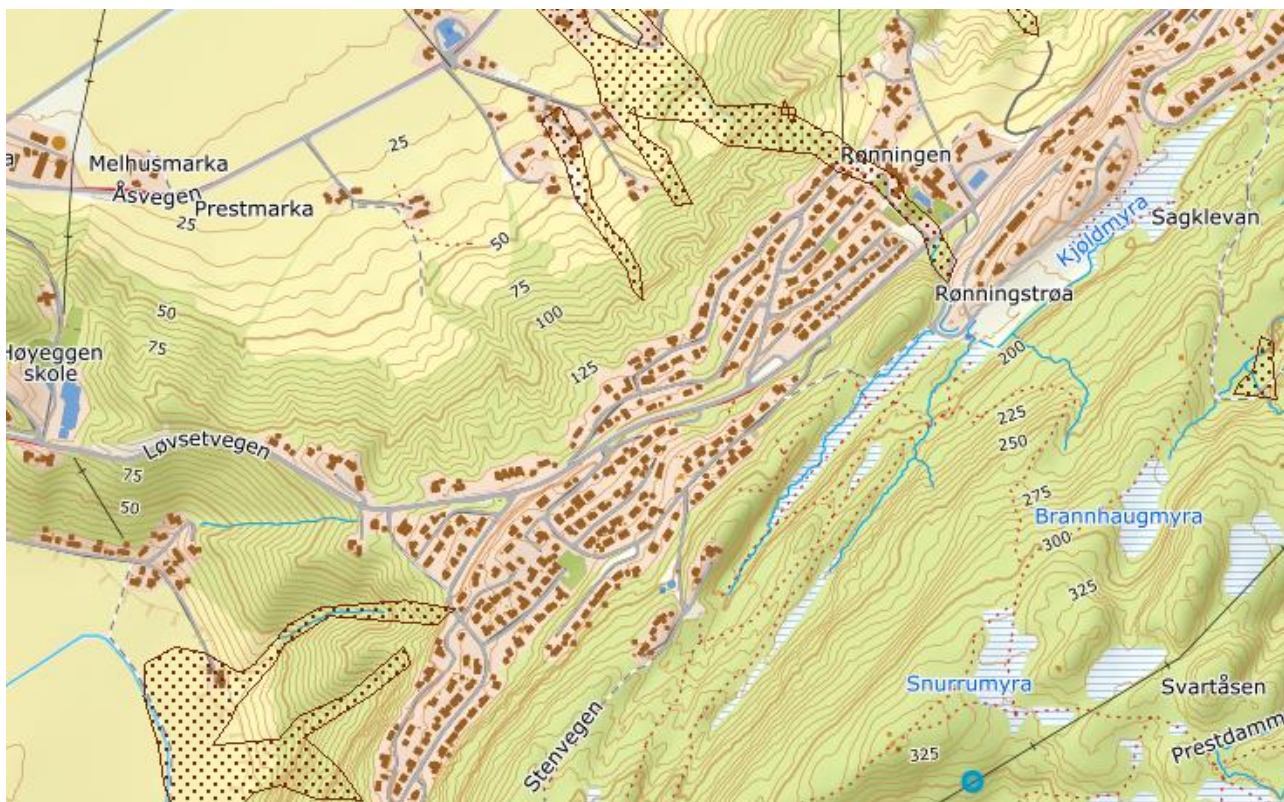 25
Rønningen
Melhusmarka
Åsvegen
Prestmarka
25
Sagklevan
Kjøldmyra
50
75
Rønningstrøa
100
50
75
Høyeggen
skole
125
200
225
250
Løvsetvegen
75
50
275
Brannhaugmyra
300
325
Snurrumyra
Svartåsen
Stenvegen
325
Prestdamm